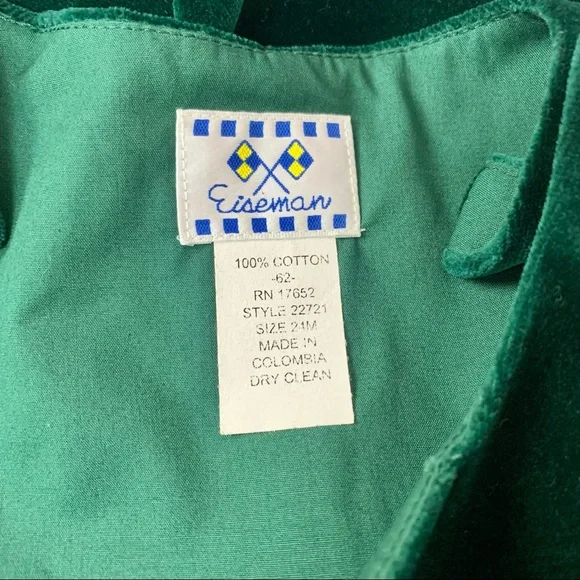 Eiseman
100% COTTON
-62-
RN 17652
STYLE 22721
SIZE 24M
MADE IN
COLOMBIA
DRY CLEAN